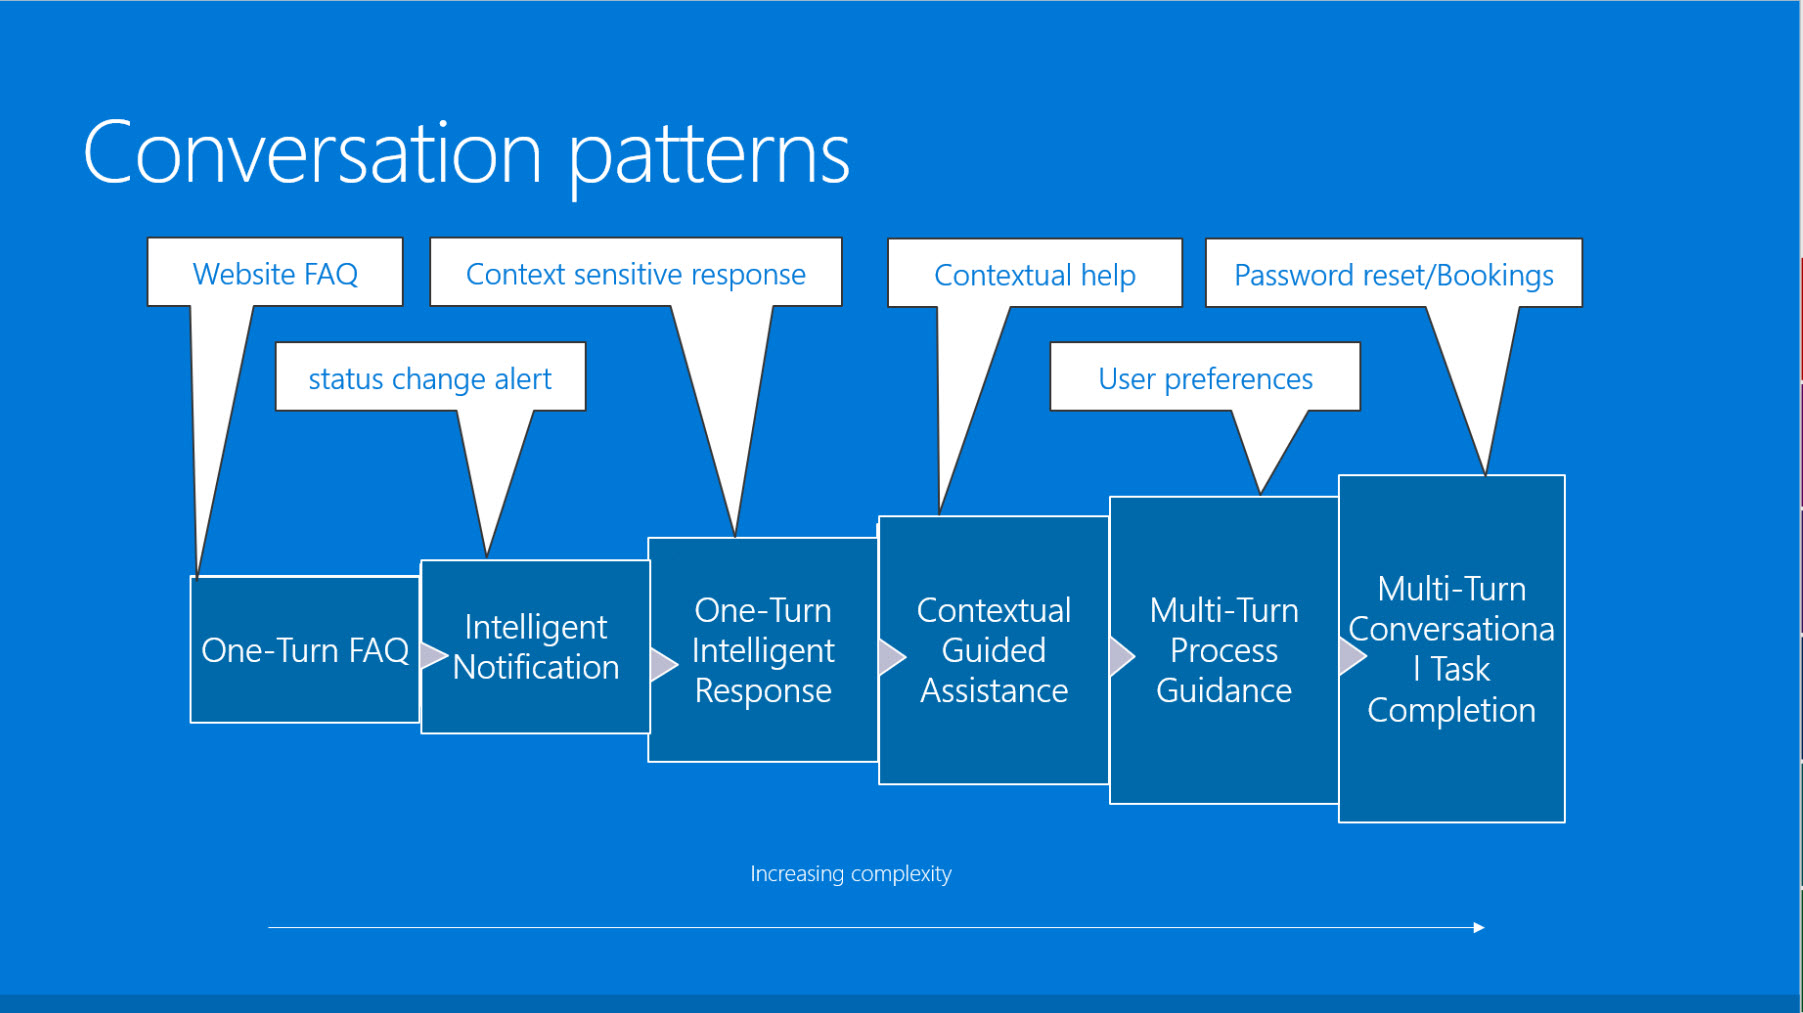 Conversation patterns
Website FAQ
Context sensitive response
Contextual help
Password reset/Bookings
status change alert
User preferences
One-Turn FAQ
Intelligent
Notification
One-Turn
Intelligent
Response
Contextual
Guided
Assistance
Multi-Turn
Process
Guidance
Multi-Turn
Conversationa
l Task
Completion
Increasing complexity